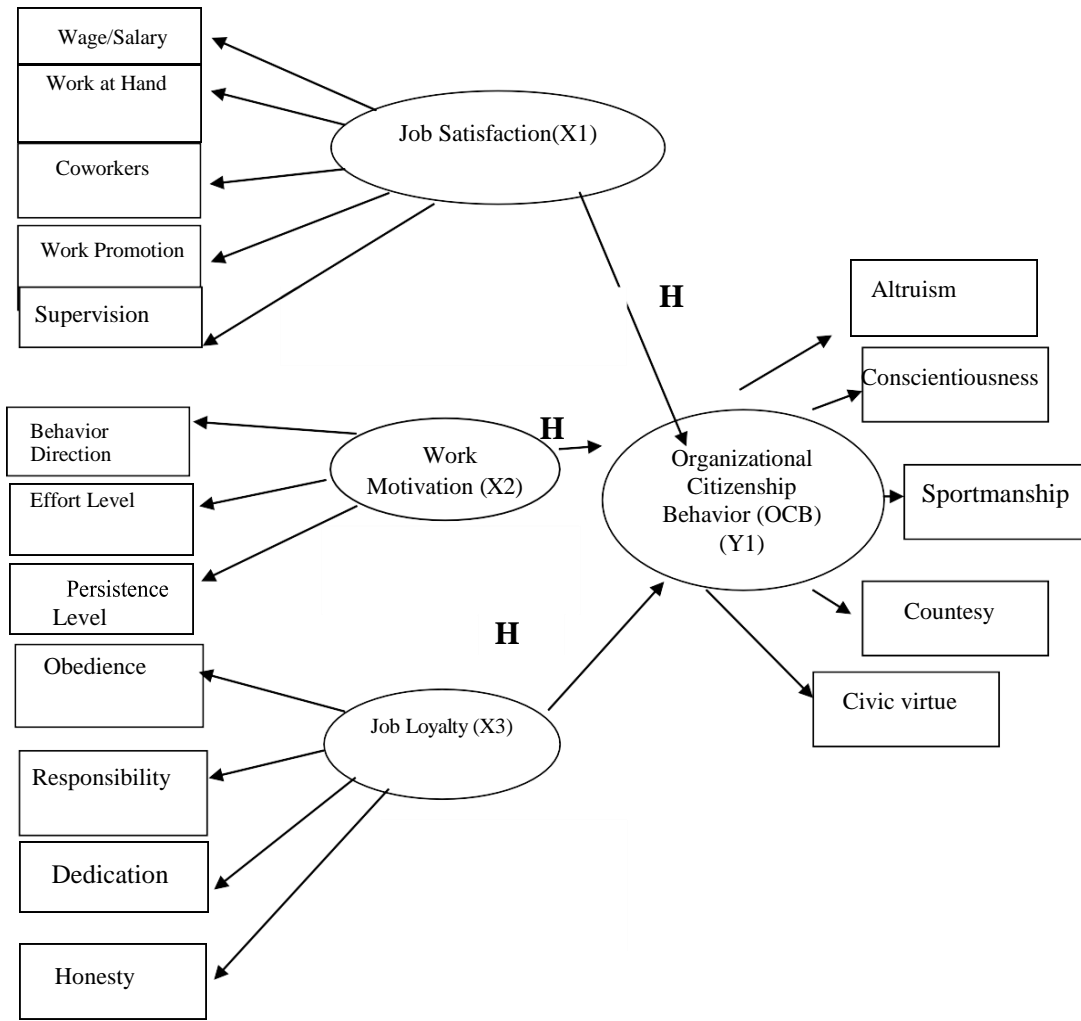 Wage/Salary
Work at Hand
Coworkers
Work Promotion
Supervision
Job Satisfaction(X1)
H
Behavior
Direction
Effort Level
Persistence
Level
Work
Motivation (X2)
H
Obedience
Responsibility
Dedication
Honesty
Job Loyalty (X3)
H
Organizational
Citizenship
Behavior (OCB)
(Y1)
Altruism
Conscientiousness
Sportmanship
Countesy
Civic virtue